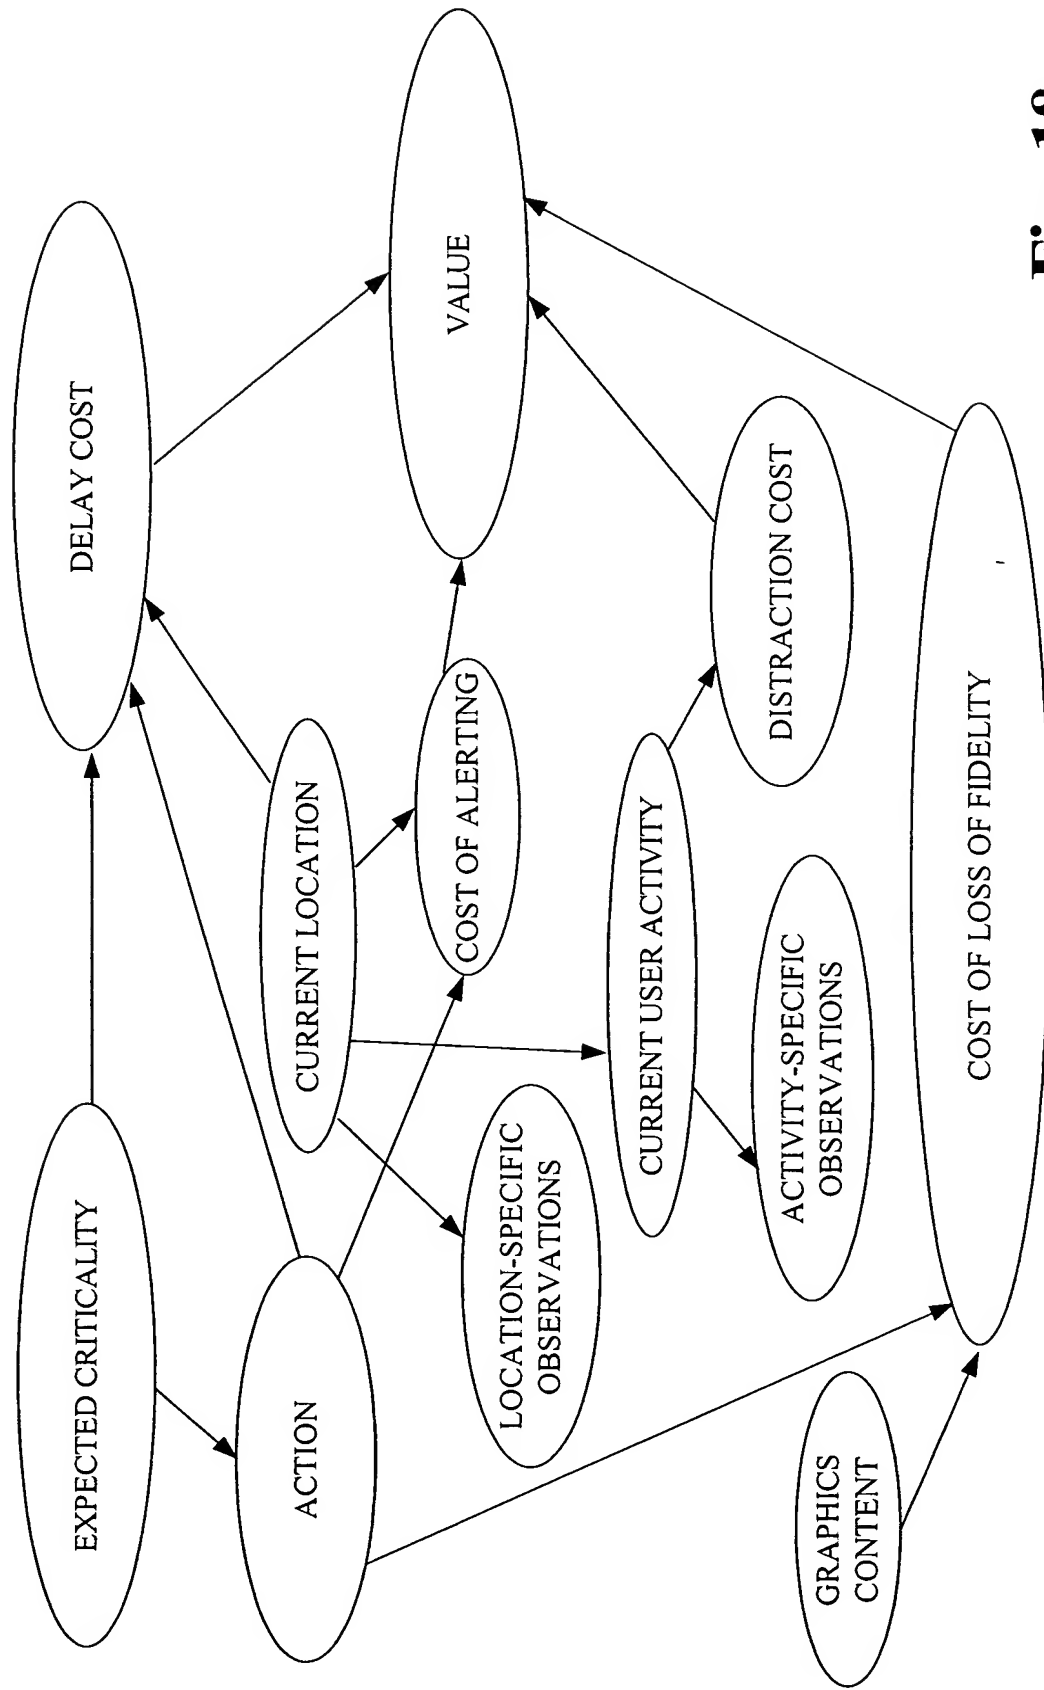 EXPECTED CRITICALITY
DELAY COST
ACTION
CURRENT LOCATION
VALUE
COST OF ALERTING
LOCATION-SPECIFIC
OBSERVATIONS
CURRENT USER ACTIVITY
DISTRACTION COST
ACTIVITY-SPECIFIC
OBSERVATIONS
GRAPHICS
CONTENT
COST OF LOSS OF FIDELITY